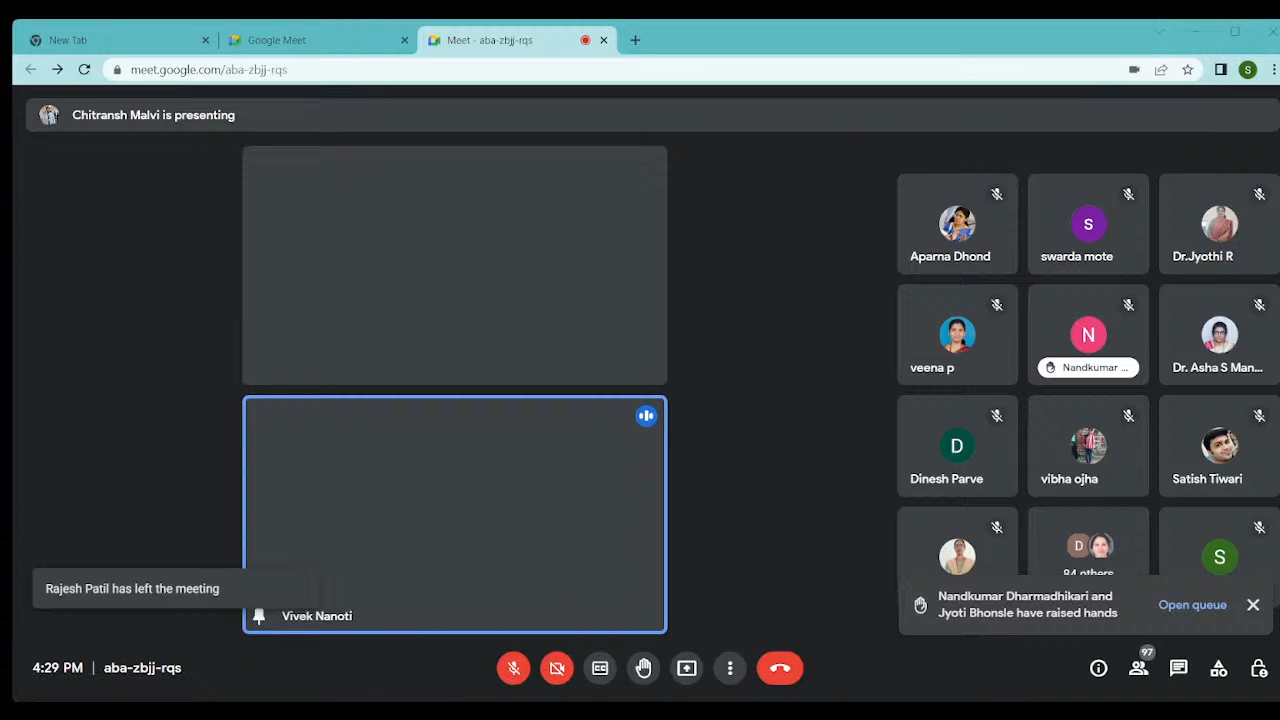 New Tab
Google Meet
Meet - aba-zbjj-rqs
meet.google.com/aba-zbjj-rqs
S
Chitransh Malvi is presenting
Aparna Dhond
S
swarda mote
Dr.Jyothi R
veena p
N
Nandkumar ...
Dr. Asha S Man...
D
Dinesh Parve
vibha ojha
Satish Tiwari
D
84 others
S
Nandkumar Dharmadhikari and
Jyoti Bhonsle have raised hands
Open queue
Rajesh Patil has left the meeting
Vivek Nanoti
4:29 PM | aba-zbjj-rqs
97